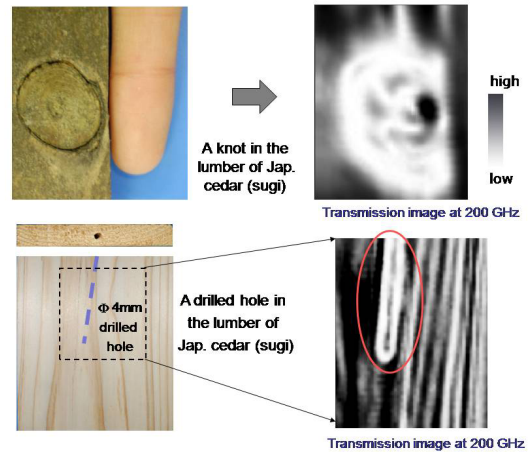 high
low
A knot in the
lumber of Jap.
cedar (sugi)
Transmission image at 200 GHz
Φ 4mm
drilled
hole
A drilled hole in
the lumber of
Jap. cedar (sugi)
Transmission image at 200 GHz